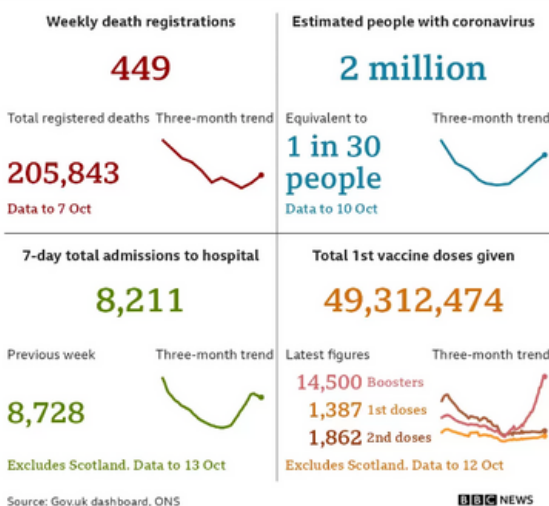 Weekly death registrations
449
Total registered deaths
Three-month trend
205,843
Data to 7 Oct
Estimated people with coronavirus
2 million
Equivalent to
Three-month trend
1 in 30
people
Data to 10 Oct
7-day total admissions to hospital
8,211
Previous week
Three-month trend
8,728
Excludes Scotland. Data to 13 Oct
Total 1st vaccine doses given
49,312,474
Latest figures
Three-month trend
14,500 Boosters
1,387 1st doses
1,862 2nd doses
Excludes Scotland. Data to 12 Oct
Source: Gov.uk dashboard, ONS
BBC NEWS